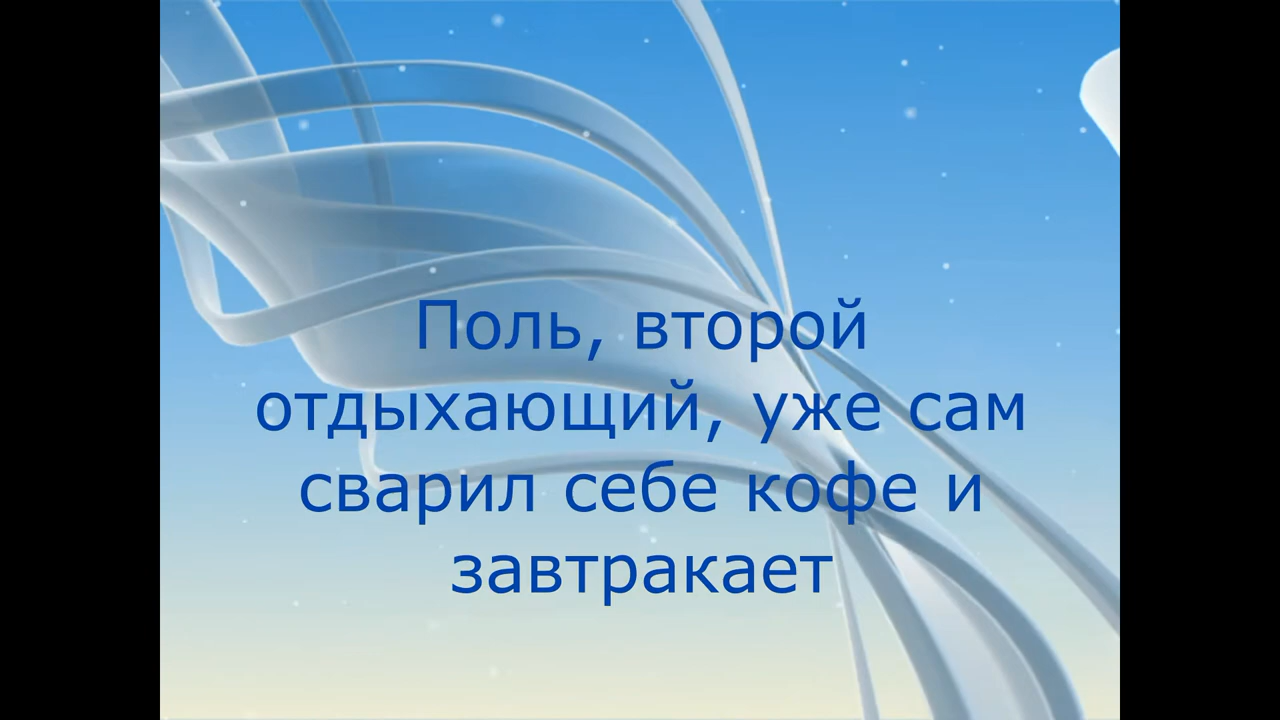 Поль, второй
отдыхающий, уже сам
сварил себе кофе и
завтракает